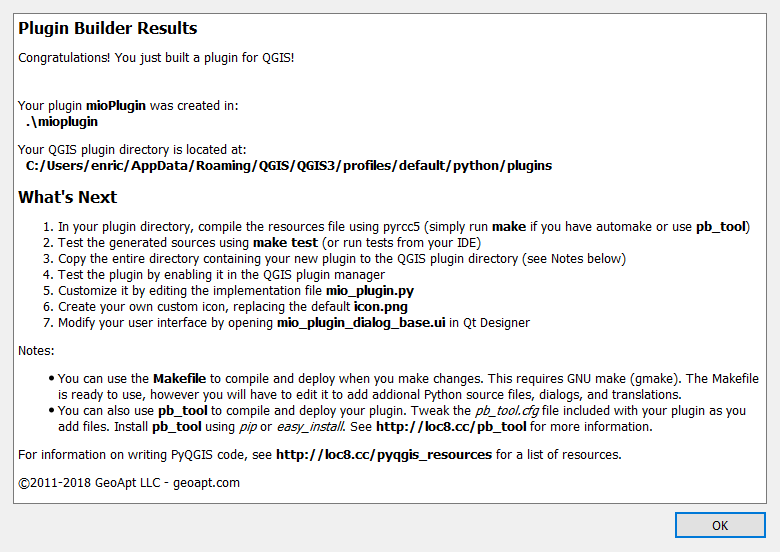 Plugin Builder Results
Congratulations! You just built a plugin for QGIS!
Your plugin mioPlugin was created in:
.\mioplugin
Your QGIS plugin directory is located at:
C:/Users/enric/AppData/Roaming/QGIS/QGIS3/profiles/default/python/plugins
What's Next
1. In your plugin directory, compile the resources file using pyrcc5 (simply run make if you have automake or use pb_tool)
2. Test the generated sources using make test (or run tests from your IDE)
3. Copy the entire directory containing your new plugin to the QGIS plugin directory (see Notes below)
4. Test the plugin by enabling it in the QGIS plugin manager
5. Customize it by editing the implementation file mio_plugin.py
6. Create your own custom icon, replacing the default icon.png
7. Modify your user interface by opening mio_plugin_dialog_base.ui in Qt Designer
Notes:
• You can use the Makefile to compile and deploy when you make changes. This requires GNU make (gmake). The Makefile
is ready to use, however you will have to edit it to add addional Python source files, dialogs, and translations.
• You can also use pb_tool to compile and deploy your plugin. Tweak the pb_tool.cfg file included with your plugin as you
add files. Install pb_tool using pip or easy_install. See http://loc8.cc/pb_tool for more information.
For information on writing PyQGIS code, see http://loc8.cc/pyqgis_resources for a list of resources.
©2011-2018 GeoApt LLC - geoapt.com
OK